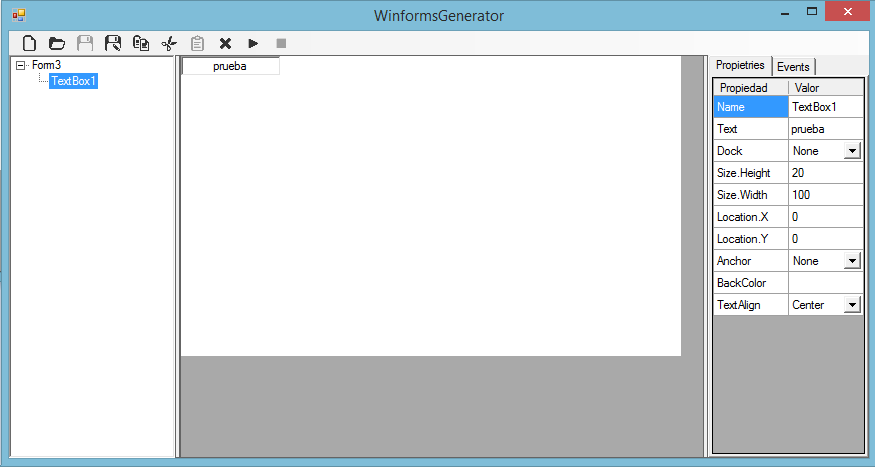 WinformsGenerator
Form3
TextBox1
prueba
Propietries Events
Propiedad Valor
Name TextBox1
Text prueba
Dock None
Size.Height 20
Size.Width 100
Location.X 0
Location.Y 0
Anchor None
BackColor
TextAlign Center